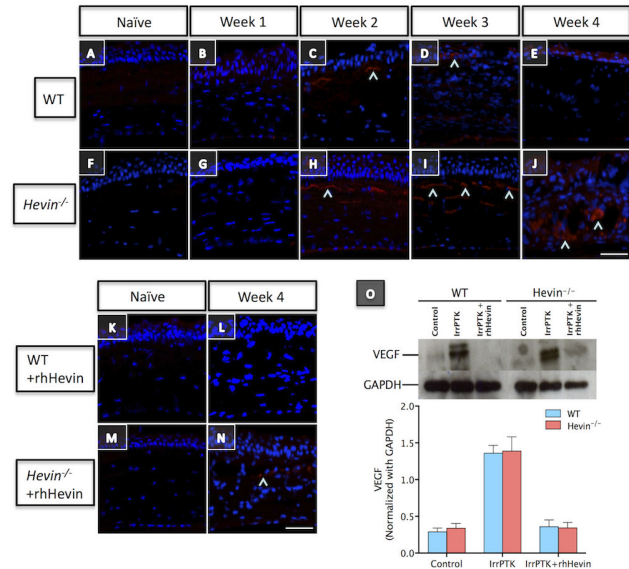 Naïve
Week 1
Week 2
Week 3
Week 4
WT
A
B
C
D
E
Hevin-/-
F
G
H
I
J
Naïve
Week 4
WT
+rhHevin
K
L
Hevin-/-
+rhHevin
M
N
O
WT
Hevin-/-
Control
IrrPTK
IrrPTK+
rhHevin
Control
IrrPTK
IrrPTK+
rhHevin
VEGF
GAPDH
VEGF
(Normalized with GAPDH)
2.0
1.5
1.0
0.5
0.0
WT
Hevin-/-
Control
IrrPTK
IrrPTK+rhHevin